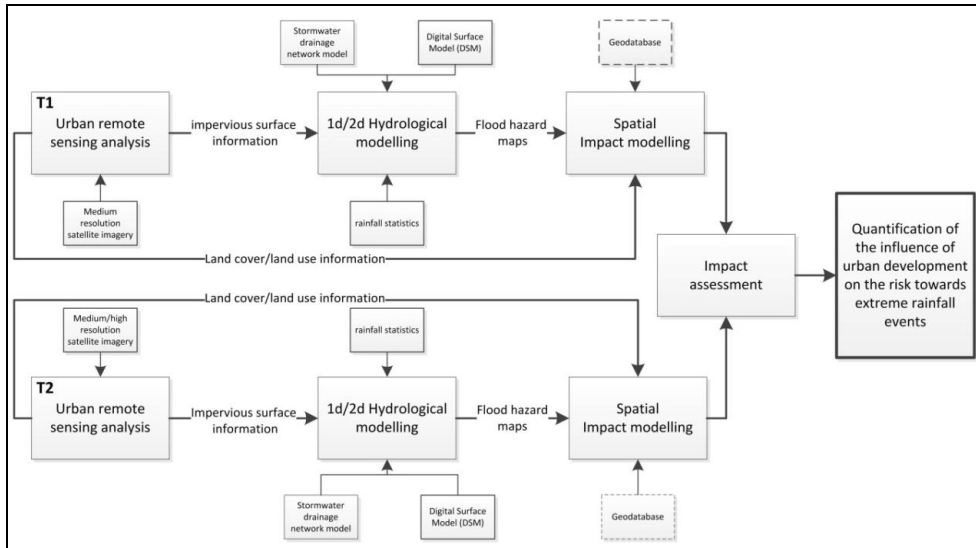 Stormwater
drainage
network model
Digital Surface
Model (DSM)
Geodatabase
T1
Urban remote
sensing analysis
impervious surface
information
1d/2d Hydrological
modelling
Flood hazard
maps
Spatial
Impact modelling
Medium
resolution
satellite imagery
rainfall statistics
Land cover/land use information
Impact
assessment
Quantification of
the influence of
urban development
on the risk towards
extreme rainfall
events
Land cover/land use information
Medium/high
resolution
satellite imagery
rainfall statistics
T2
Urban remote
sensing analysis
Impervious surface
information
1d/2d Hydrological
modelling
Flood hazard
maps
Spatial
Impact modelling
Stormwater
drainage
network model
Digital Surface
Model (DSM)
Geodatabase